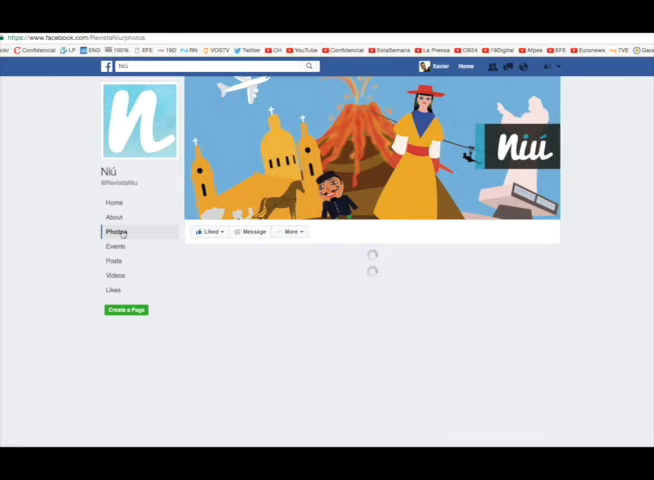 https://www.facebook.com/RevistaNiu/photos
Confidencial LP END 100% EFE 19D RN VOSTV Twitter CH YouTube Confidencial EstaSemana La Prensa CB24 19Digital Afpes EFE Euronews TVE
Niú Xavier Home
n
Niú
Niú
@RevistaNiu
Home
About
Photos
Liked Message More
Events
Posts
Videos
Likes
Create a Page